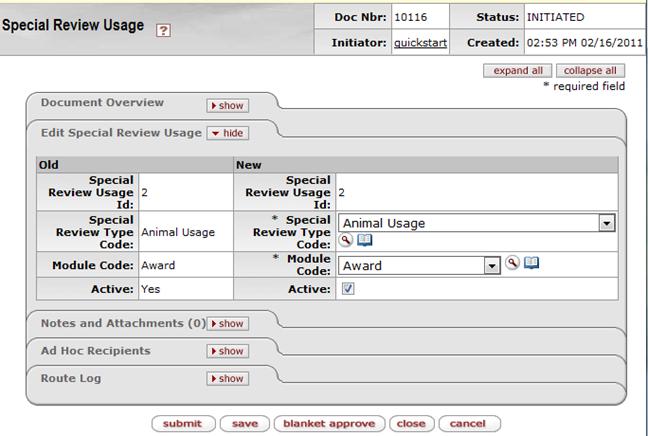 Special Review Usage ?
Doc Nbr: 10116 Status: INITIATED
Initiator: quickstart Created: 02:53 PM 02/16/2011
expand all collapse all
* required field
Document Overview show
Edit Special Review Usage hide
Old New
Special Review Usage Id: 2 Special Review Usage Id: 2
Special Review Type Code: Animal Usage * Special Review Type Code: Animal Usage
Module Code: Award * Module Code: Award
Active: Yes Active:
Notes and Attachments (0) show
Ad Hoc Recipients show
Route Log show
submit save blanket approve close cancel